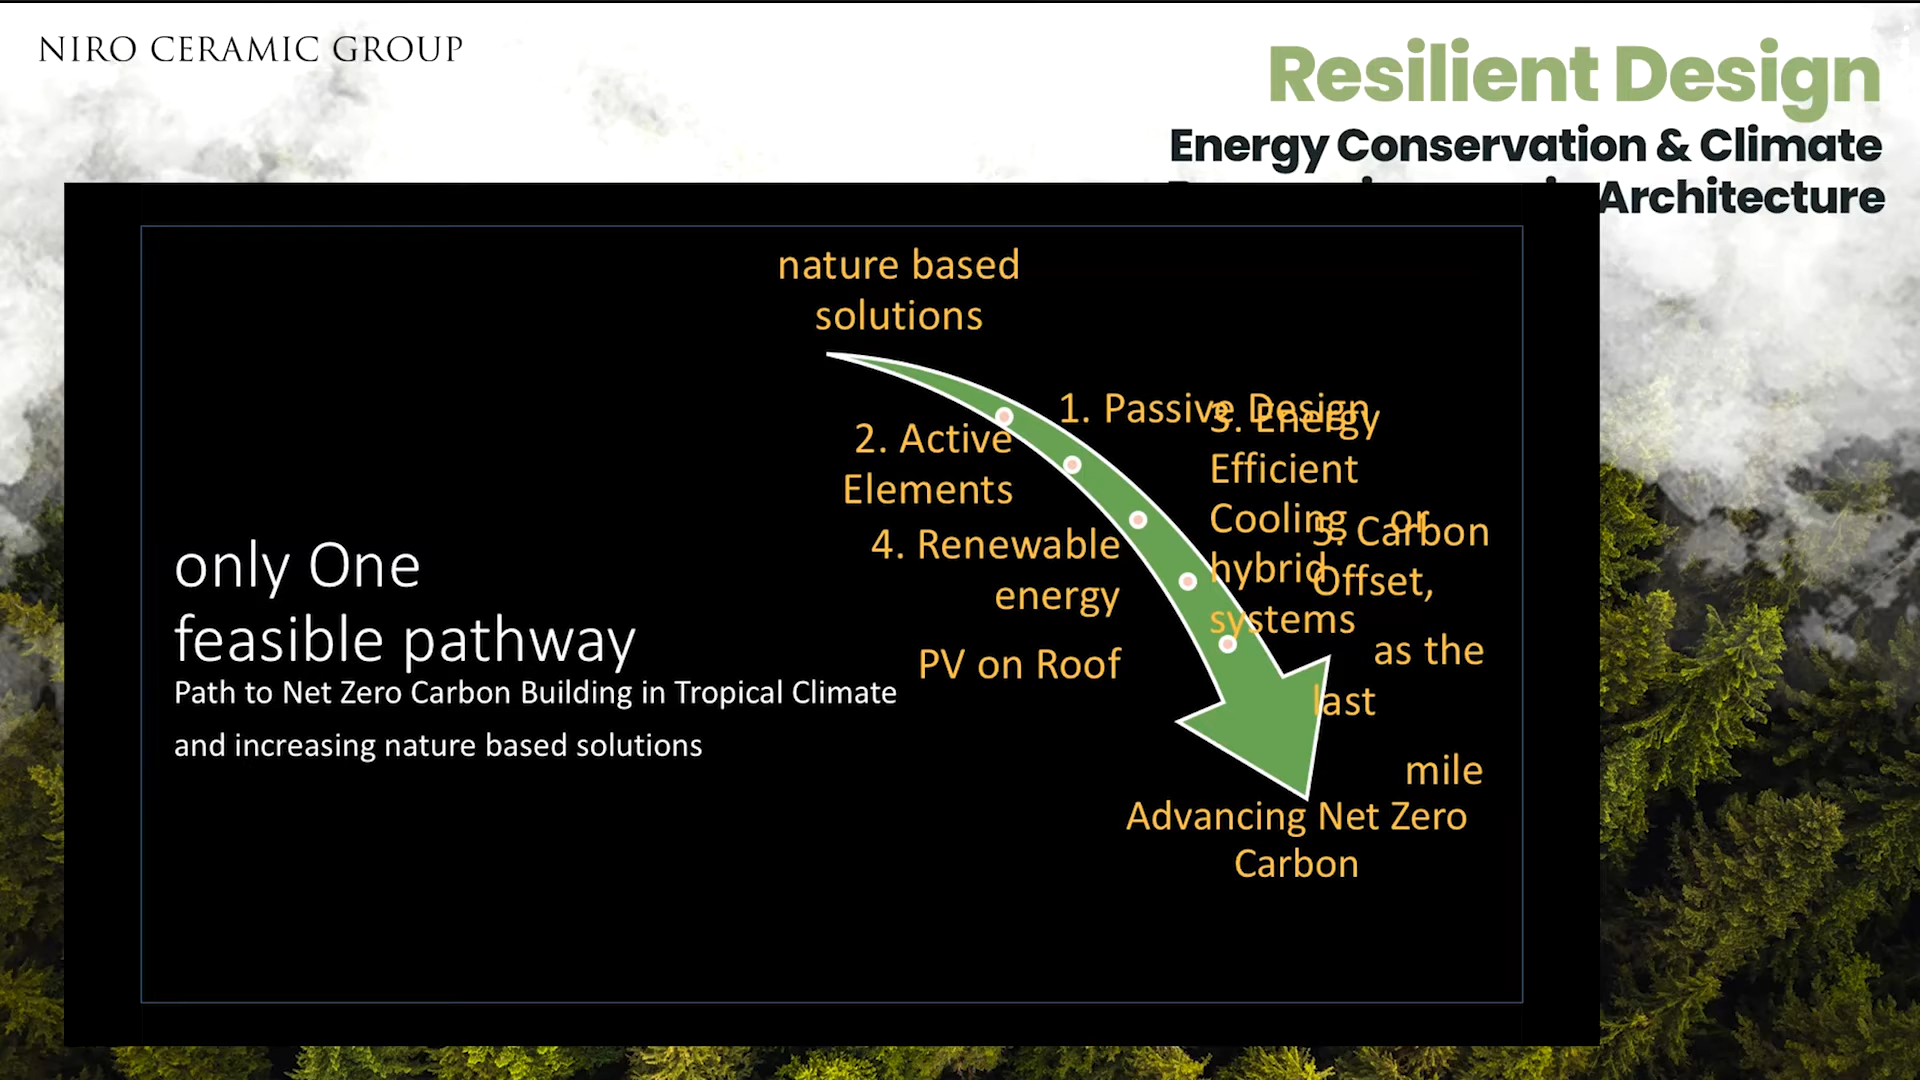 NIRO CERAMIC GROUP
Resilient Design
Energy Conservation & Climate
Architecture
nature based
solutions
1. Passive Design
2. Active
Elements
3. Energy
Efficient
Cooling or
hybrid
systems
4. Renewable
energy
PV on Roof
5. Carbon
Offset,
as the
last
mile
Advancing Net Zero
Carbon
only One
feasible pathway
Path to Net Zero Carbon Building in Tropical Climate
and increasing nature based solutions